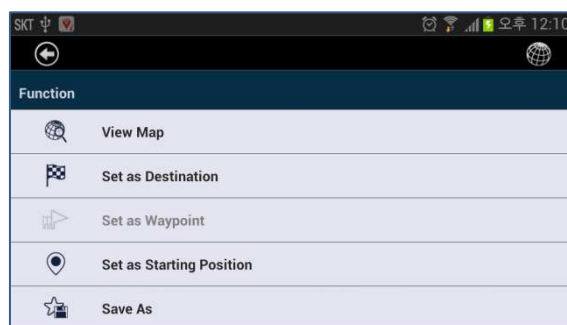 SKT 오후 12:10
Function
View Map
Set as Destination
Set as Waypoint
Set as Starting Position
Save As